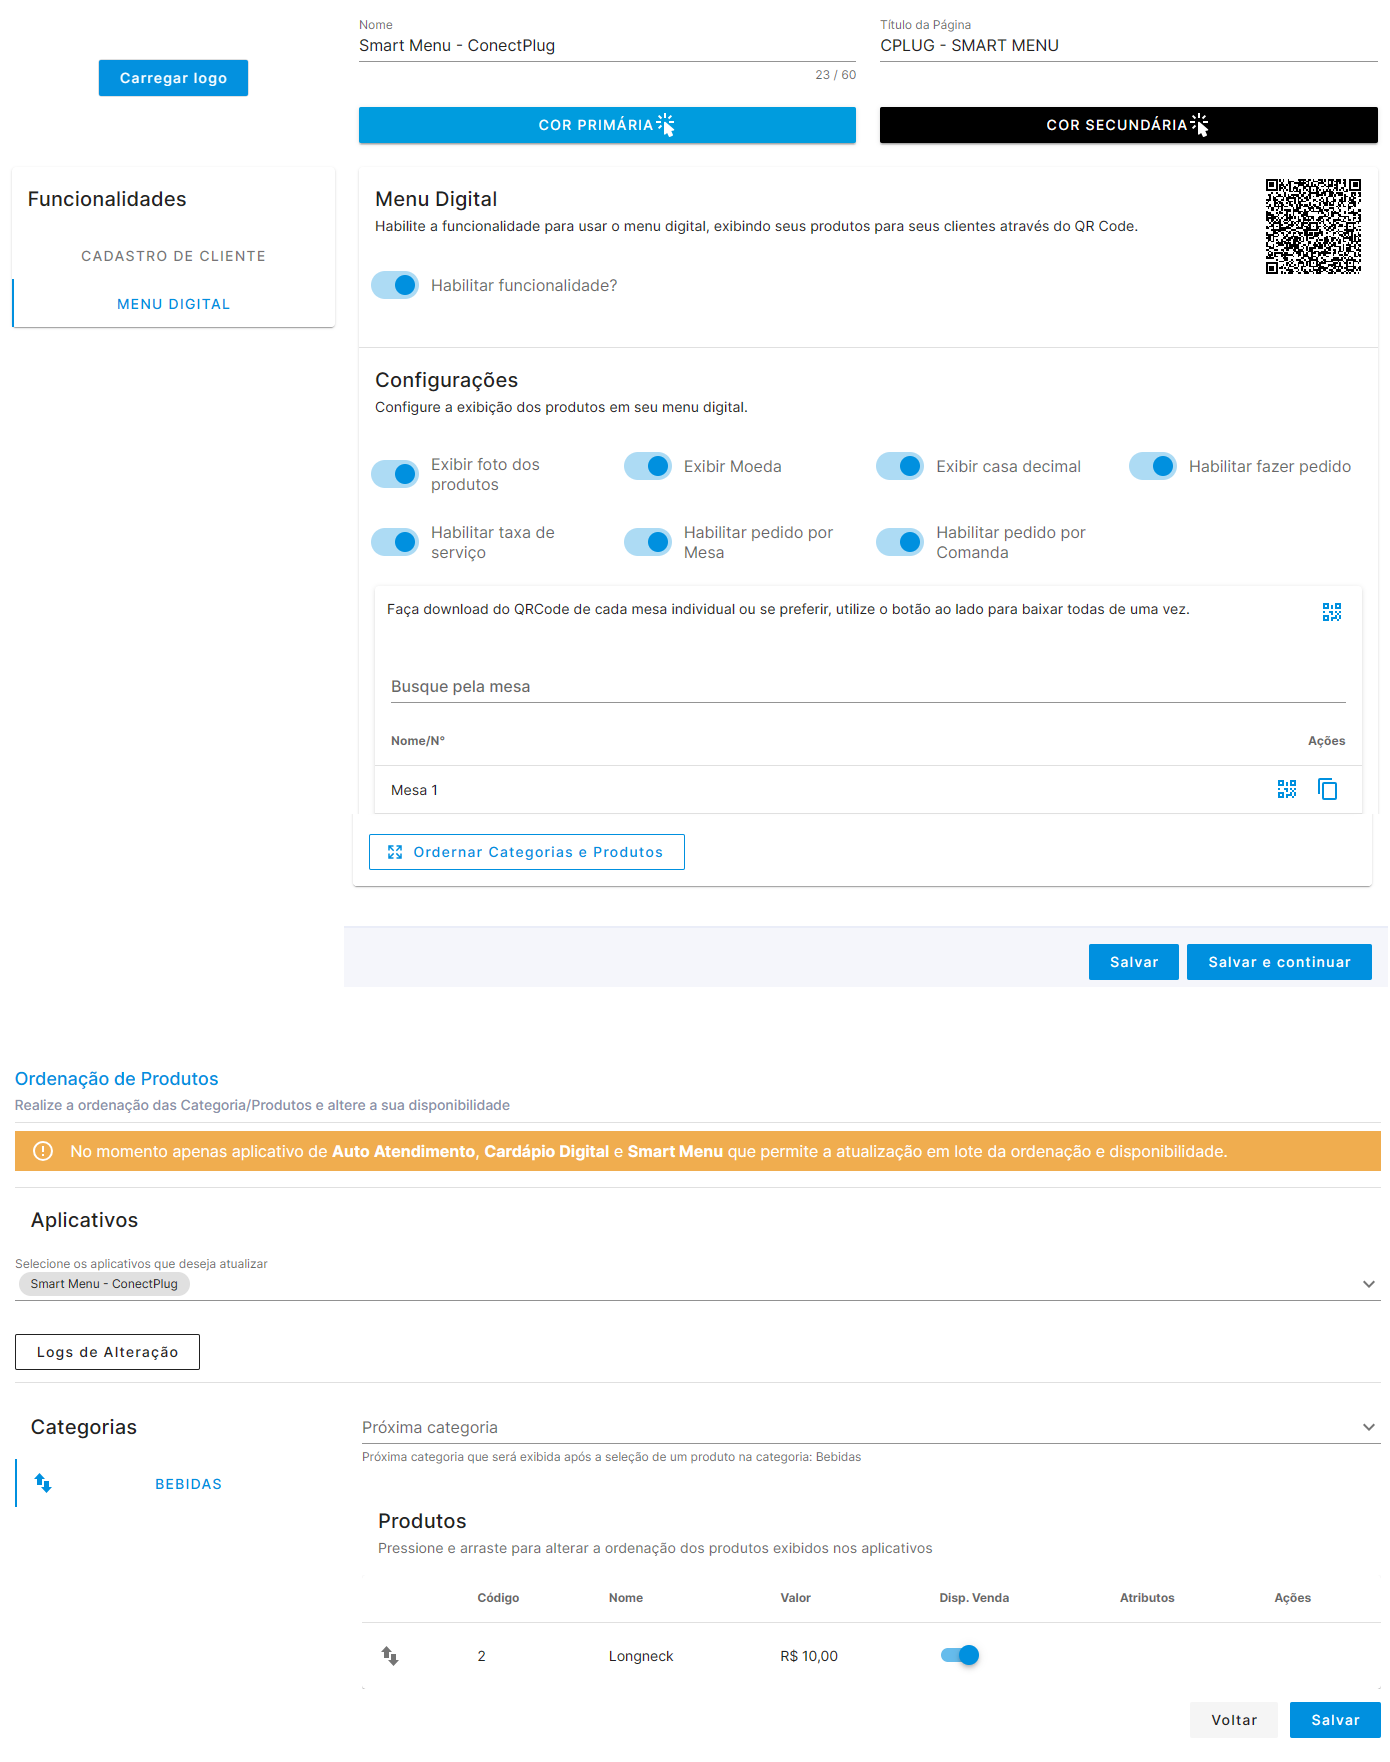 Nome
Smart Menu - ConectPlug
23 / 60
Título da Página
CPLUG - SMART MENU
Carregar logo
COR PRIMÁRIA
COR SECUNDÁRIA
Funcionalidades
CADASTRO DE CLIENTE
MENU DIGITAL
Menu Digital
Habilite a funcionalidade para usar o menu digital, exibindo seus produtos para seus clientes através do QR Code.
Habilitar funcionalidade?
Configurações
Configure a exibição dos produtos em seu menu digital.
Exibir foto dos
produtos
Exibir Moeda
Exibir casa decimal
Habilitar fazer pedido
Habilitar taxa de
serviço
Habilitar pedido por
Mesa
Habilitar pedido por
Comanda
Faça download do QRCode de cada mesa individual ou se preferir, utilize o botão ao lado para baixar todas de uma vez.
Busque pela mesa
Nome/N° Ações
Mesa 1
Ordernar Categorias e Produtos
Salvar Salvar e continuar
Ordenação de Produtos
Realize a ordenação das Categoria/Produtos e altere a sua disponibilidade
No momento apenas aplicativo de Auto Atendimento, Cardápio Digital e Smart Menu que permite a atualização em lote da ordenação e disponibilidade.
Aplicativos
Selecione os aplicativos que deseja atualizar
Smart Menu - ConectPlug
Logs de Alteração
Categorias
BEBIDAS
Próxima categoria
Próxima categoria que será exibida após a seleção de um produto na categoria: Bebidas
Produtos
Pressione e arraste para alterar a ordenação dos produtos exibidos nos aplicativos
Código Nome Valor Disp. Venda Atributos Ações
2 Longneck R$ 10,00
Voltar Salvar